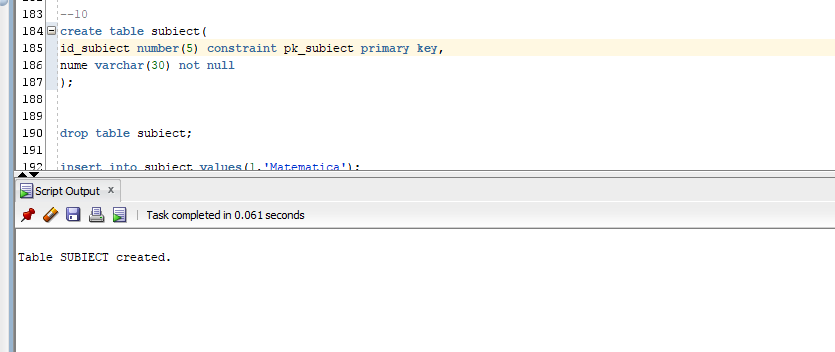 183 --10
184 create table subiect(
185 id_subiect number(5) constraint pk_subiect primary key,
186 nume varchar(30) not null
187 );
188
189
190 drop table subiect;
191
192 insert into subiect values(1,'Matematica');
Script Output x
Task completed in 0.061 seconds
Table SUBIECT created.